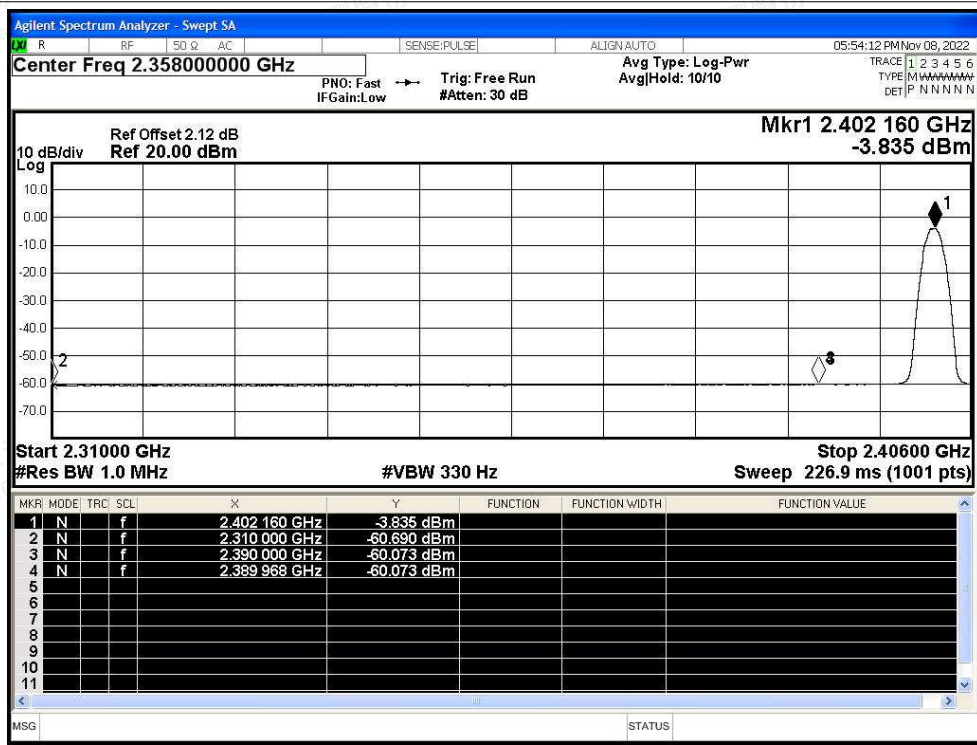 Agilent Spectrum Analyzer - Swept SA
LXI R RF 50 Ω AC SENSE:PULSE ALIGN AUTO 05:54:12 PM Nov 08, 2022
Center Freq 2.358000000 GHz
PNO: Fast
IFGain:Low
Trig: Free Run
#Atten: 30 dB
Avg Type: Log-Pwr
Avg|Hold: 10/10
TRACE 1 2 3 4 5 6
TYPE M
DET P N N N N N
Ref Offset 2.12 dB
10 dB/div Ref 20.00 dBm
Log
Mkr1 2.402 160 GHz
-3.835 dBm
10.0
0.00
-10.0
-20.0
-30.0
-40.0
-50.0
-60.0
-70.0
1
2
Start 2.31000 GHz Stop 2.40600 GHz
#Res BW 1.0 MHz #VBW 330 Hz Sweep 226.9 ms (1001 pts)
MKR MODE TRC SCL X Y FUNCTION FUNCTION WIDTH FUNCTION VALUE
1 N f 2.402 160 GHz -3.835 dBm
2 N f 2.310 000 GHz -60.690 dBm
3 N f 2.390 000 GHz -60.073 dBm
4 N f 2.389 968 GHz -60.073 dBm
5
6
7
8
9
10
11
MSG STATUS